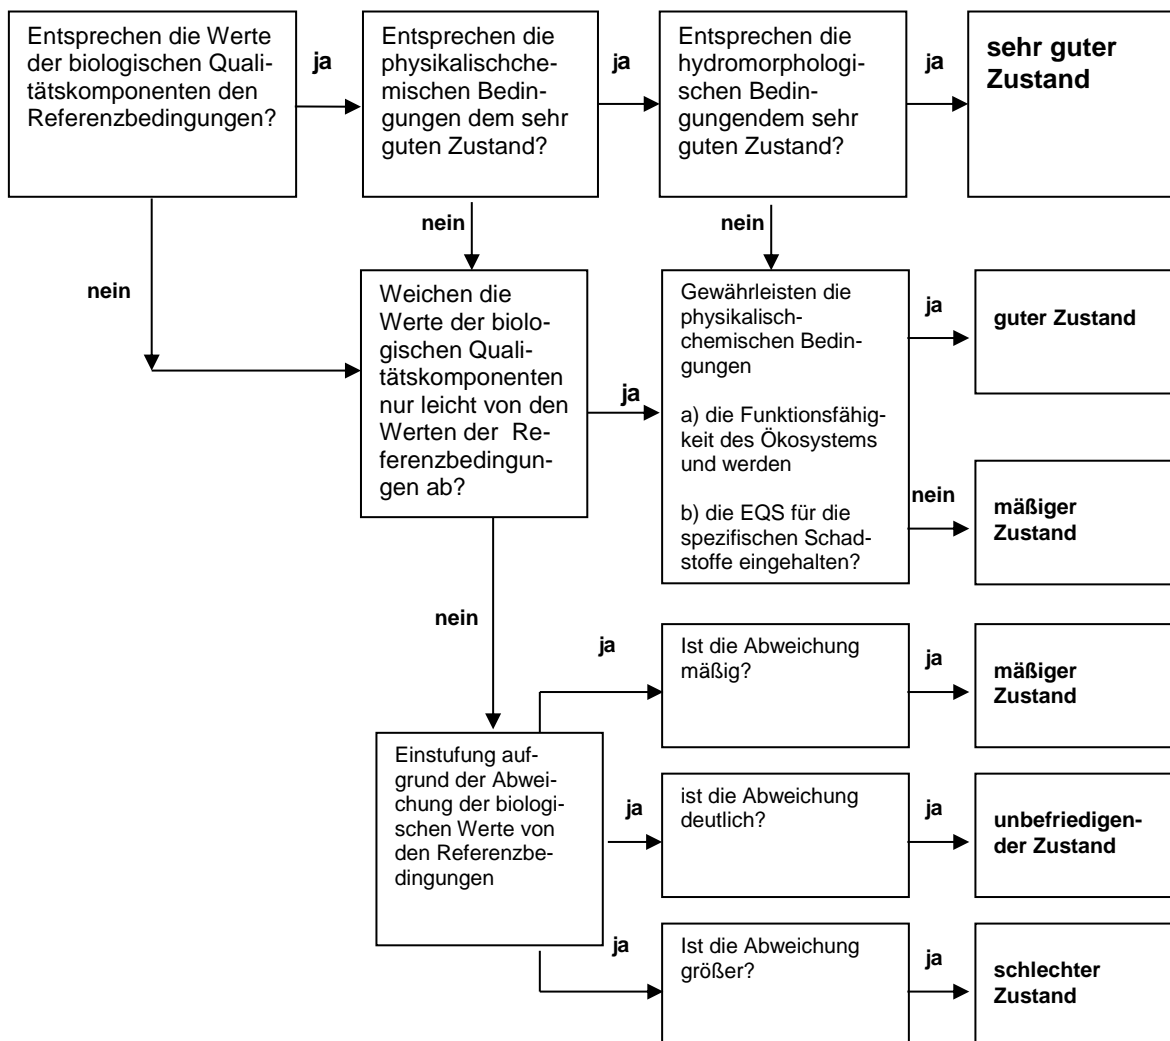 Entsprechen die Werte
der biologischen Quali-
tätskomponenten den
Referenzbedingungen?
ja
Entsprechen die
physikalischche-
mischen Bedin-
gungen dem sehr
guten Zustand?
ja
Entsprechen die
hydromorphologi-
schen Bedin-
gungendem sehr
guten Zustand?
ja
sehr guter
Zustand
nein
nein
nein
Weichen die
Werte der biolo-
gischen Quali-
tätskomponenten
nur leicht von den
Werten der Re-
ferenzbedingun-
gen ab?
ja
Gewährleisten die
physikalisch-
chemischen Bedin-
gungen
a) die Funktionsfähig-
keit des Ökosystems
und werden
b) die EQS für die
spezifischen Schad-
stoffe eingehalten?
ja
guter Zustand
nein
mäßiger
Zustand
nein
Einstufung auf-
grund der Abwei-
chung der biologi-
schen Werte von
den Referenzbe-
dingungen
ja
Ist die Abweichung
mäßig?
ja
mäßiger
Zustand
ja
ist die Abweichung
deutlich?
ja
unbefriedigen-
der Zustand
ja
Ist die Abweichung
größer?
ja
schlechter
Zustand